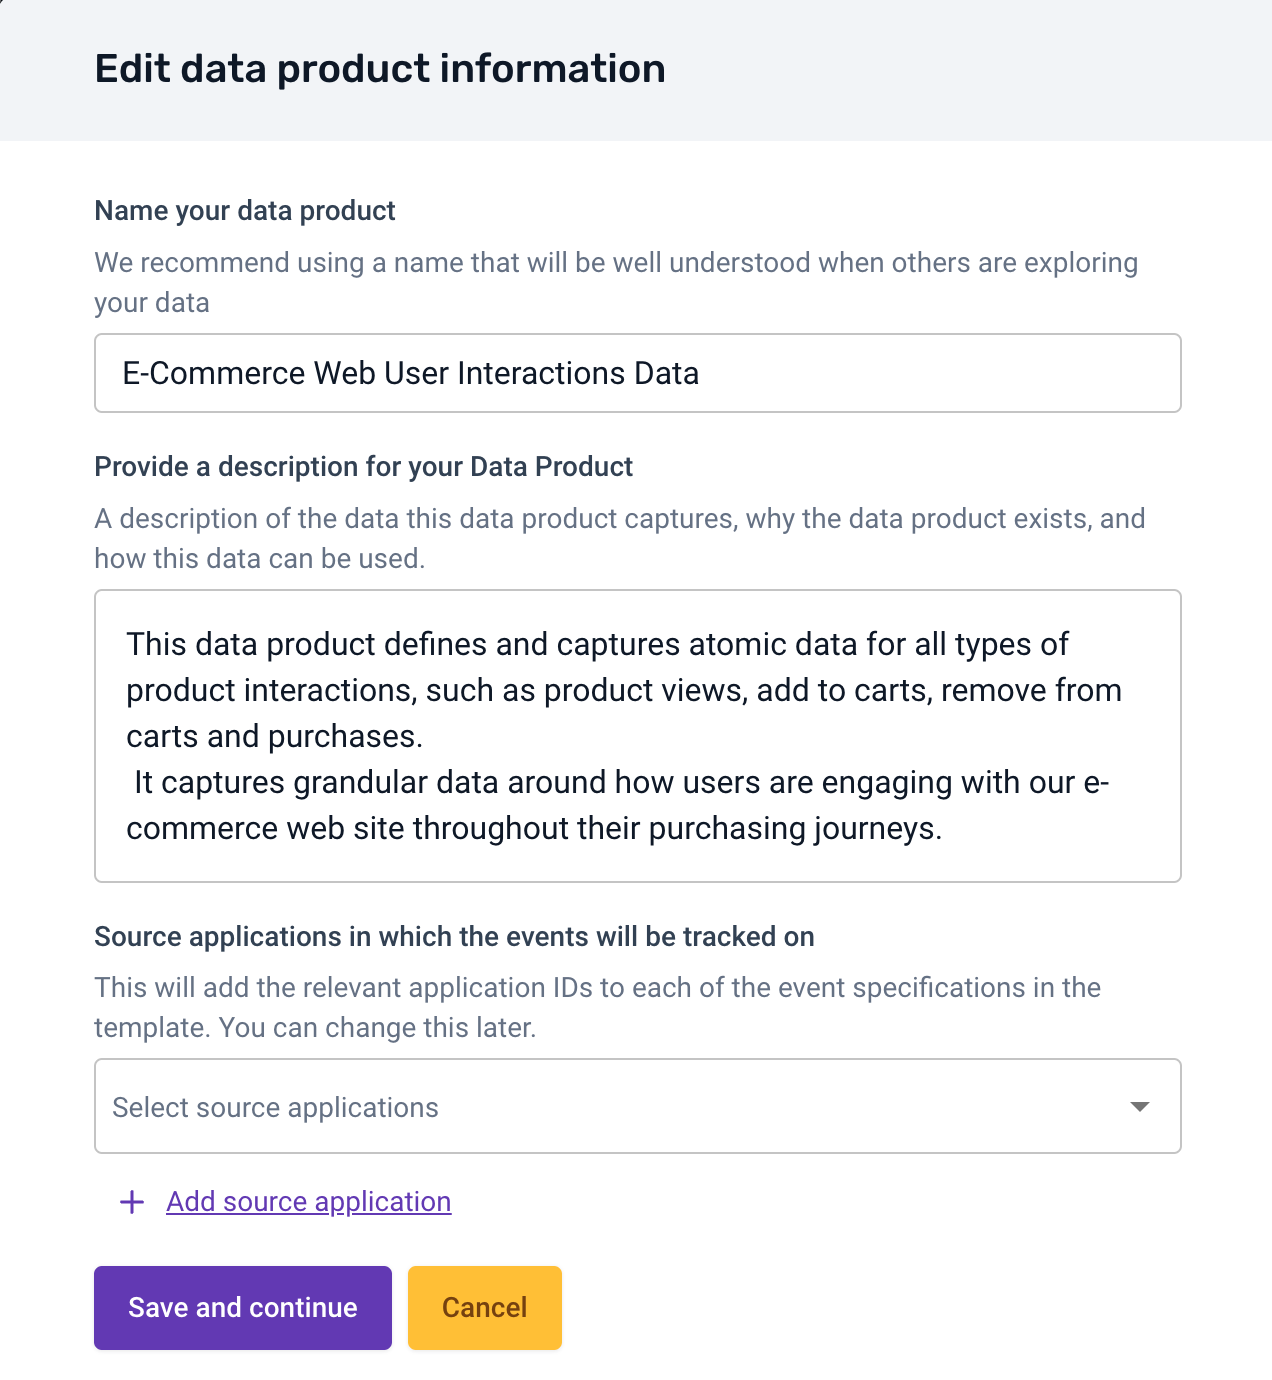 Edit data product information
Name your data product
We recommend using a name that will be well understood when others are exploring
your data
E-Commerce Web User Interactions Data
Provide a description for your Data Product
A description of the data this data product captures, why the data product exists, and
how this data can be used.
This data product defines and captures atomic data for all types of
product interactions, such as product views, add to carts, remove from
carts and purchases.
It captures grandular data around how users are engaging with our e-
commerce web site throughout their purchasing journeys.
Source applications in which the events will be tracked on
This will add the relevant application IDs to each of the event specifications in the
template. You can change this later.
Select source applications
+ Add source application
Save and continue
Cancel